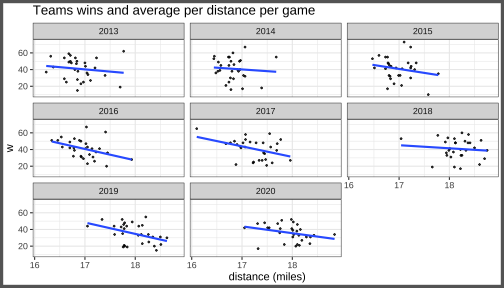 Teams wins and average per distance per game
2013 2014 2015
60
40
20
2016 2017 2018
60
40
20
16 17 18
2019 2020
60
40
20
16 17 18 16 17 18
w
distance (miles)